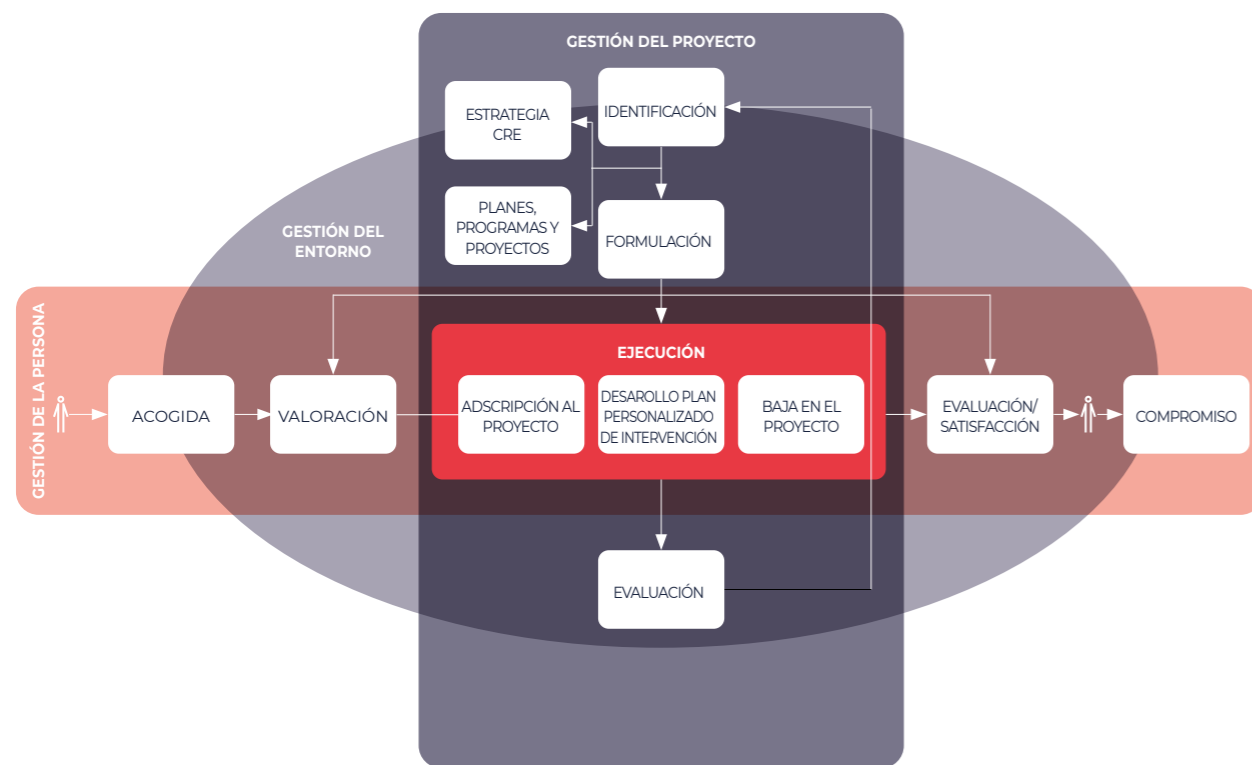 GESTIÓN DEL PROYECTO
ESTRATEGIA
CRE
IDENTIFICACIÓN
PLANES,
PROGRAMAS Y
PROYECTOS
FORMULACIÓN
GESTIÓN DEL
ENTORNO
GESTIÓN DE LA PERSONA
EJECUCIÓN
ACOGIDA
VALORACIÓN
ADSCRIPCIÓN AL
PROYECTO
DESAROLLO PLAN
PERSONALIZADO
DE INTERVENCIÓN
BAJA EN EL
PROYECTO
EVALUACIÓN/
SATISFACCIÓN
COMPROMISO
EVALUACIÓN